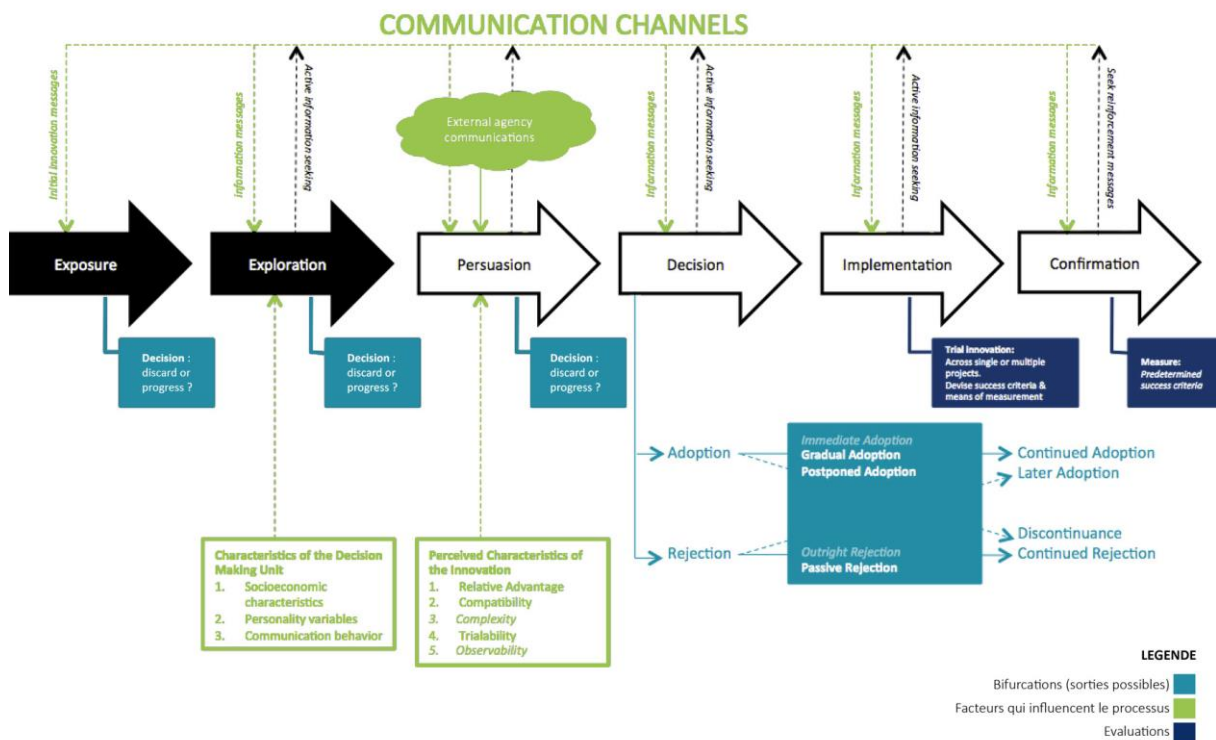 COMMUNICATION CHANNELS
Initial Innovation messages
information messages
Active information seeking
External agency
communications
Information messages
Active information seeking
Information messages
Active information seeking
Information messages
Seek reinforcement messages
Exposure
Exploration
Persuasion
Decision
Implementation
Confirmation
Decision :
discard or
progress ?
Decision :
discard or
progress ?
Decision :
discard or
progress ?
Trial innovation:
Across single or multiple
projects.
Devise success criteria &
means of measurement
Measure:
Predetermined
success criteria
Adoption
Immediate Adoption
Gradual Adoption
Postponed Adoption
Continued Adoption
Later Adoption
Rejection
Outright Rejection
Passive Rejection
Discontinuance
Continued Rejection
Characteristics of the Decision
Making Unit
1. Socioeconomic
characteristics
2. Personality variables
3. Communication behavior
Perceived Characteristics of
the Innovation
1. Relative Advantage
2. Compatibility
3. Complexity
4. Trialability
5. Observability
LEGENDE
Bifurcations (sorties possibles)
Facteurs qui influencent le processus
Evaluations